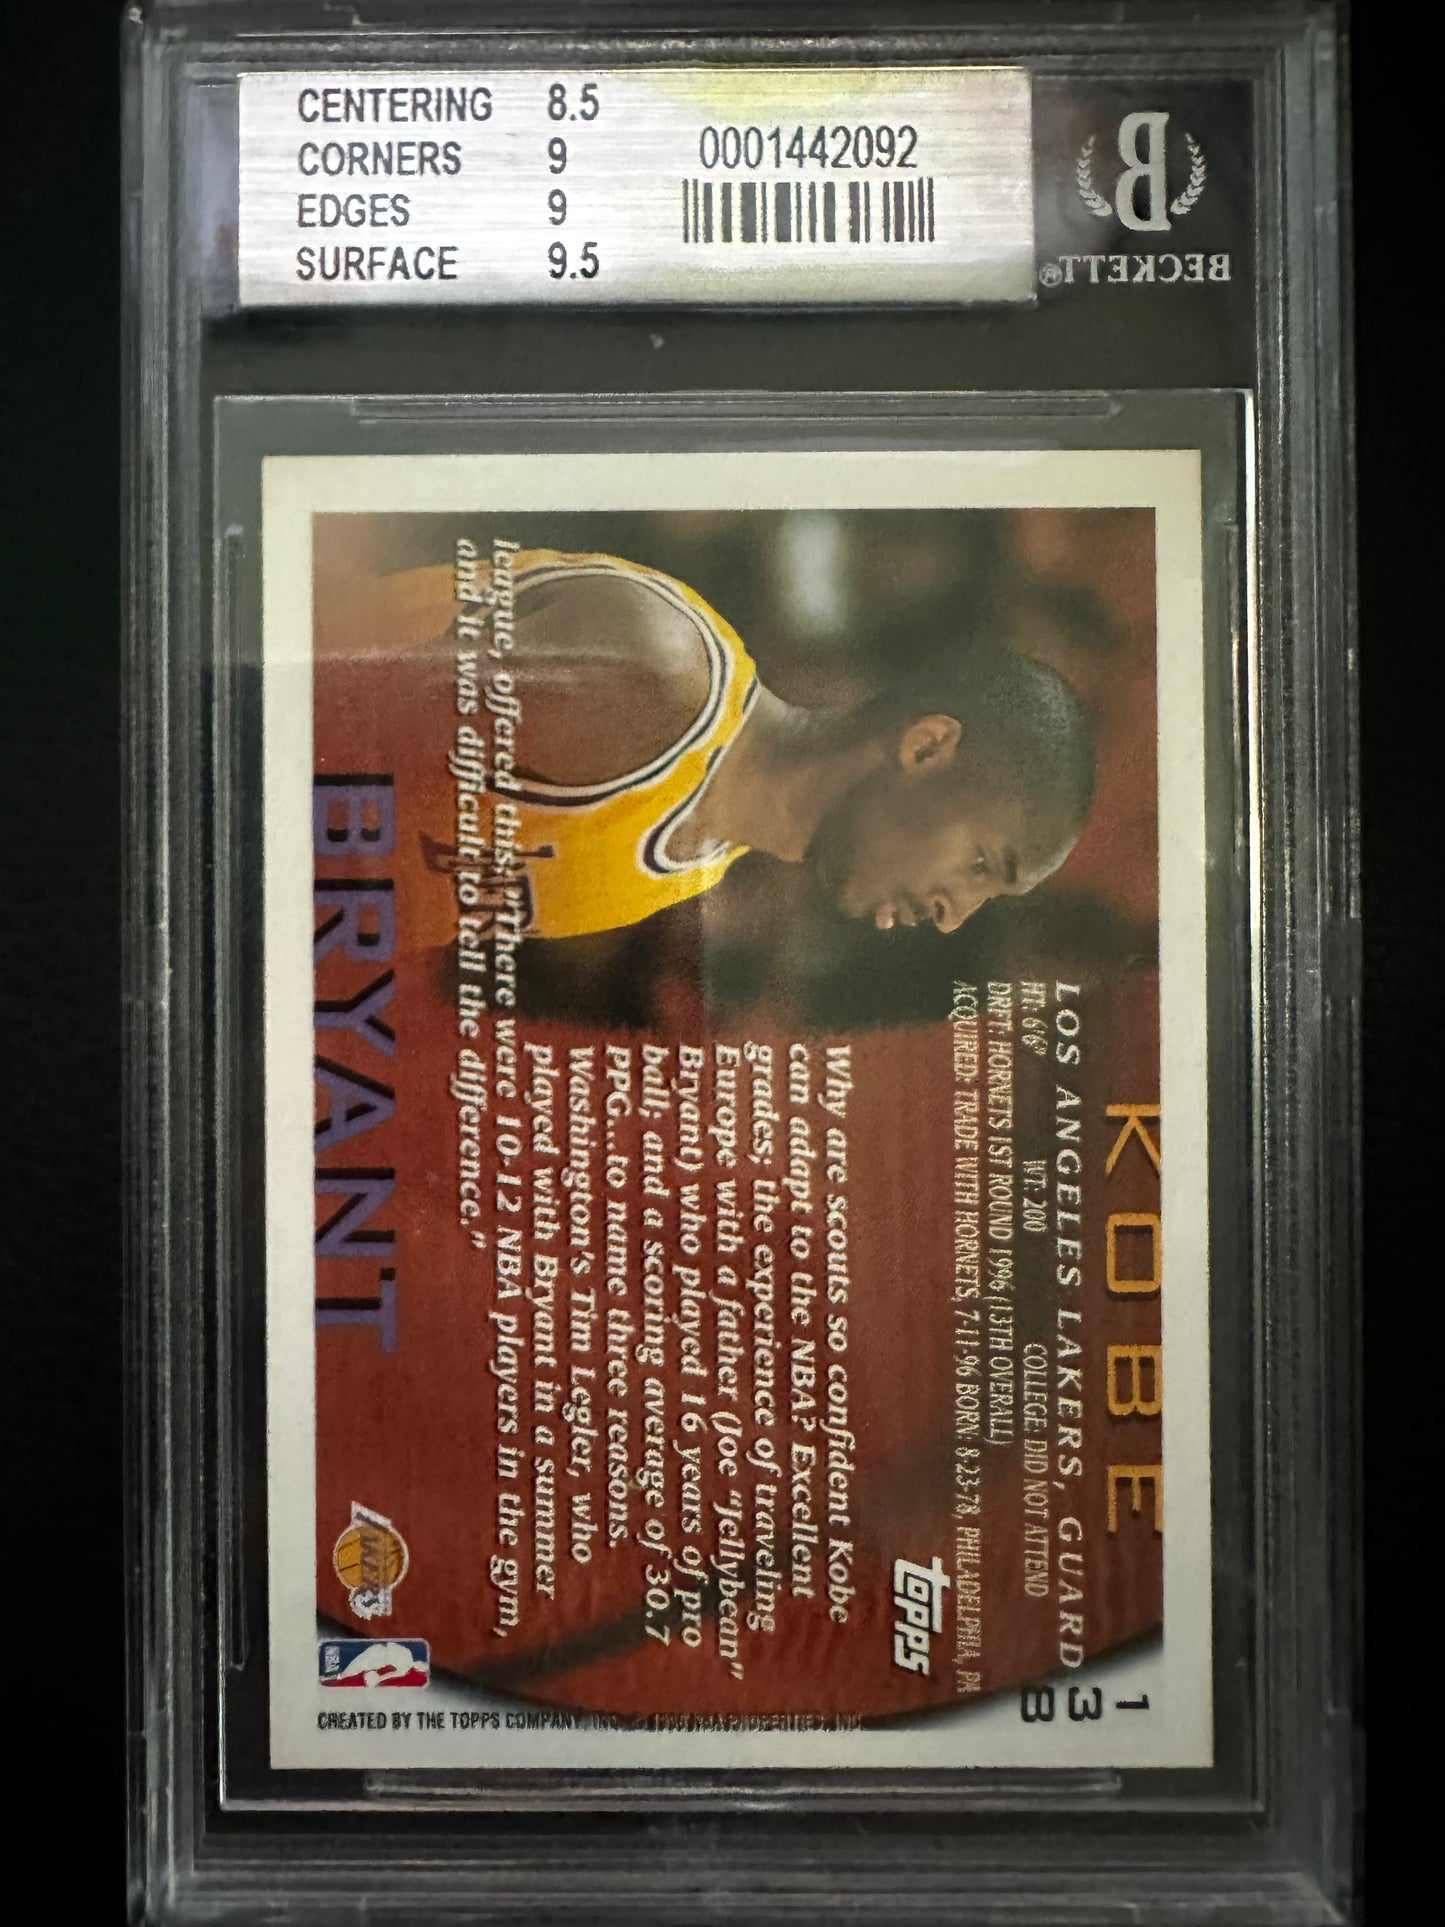 CENTERING 8.5
CORNERS 9
EDGES 9
SURFACE 9.5
0001442092
BECKETT®
138
KOBE
LOS ANGELES LAKERS, GUARD
HT: 6'6" WT: 200 COLLEGE: DID NOT ATTEND
DRFT: HORNETS 1ST ROUND 1996 (13TH OVERALL)
ACQUIRED: TRADE WITH HORNETS, 7-11-96 BORN: 8-23-78, PHILADELPHIA, PA
TOPPS
Why are scouts so confident Kobe
can adapt to the NBA? Excellent
grades; the experience of traveling
Europe with a father (Joe "Jellybean"
Bryant) who played 16 years of pro
ball; and a scoring average of 30.7
PPG...to name three reasons.
Washington's Tim Legler, who
played with Bryant in a summer
league, offered this: "There were 10-12 NBA players in the gym,
and it was difficult to tell the difference."
BRYANT
LAKERS
CREATED BY THE TOPPS COMPANY, INC.